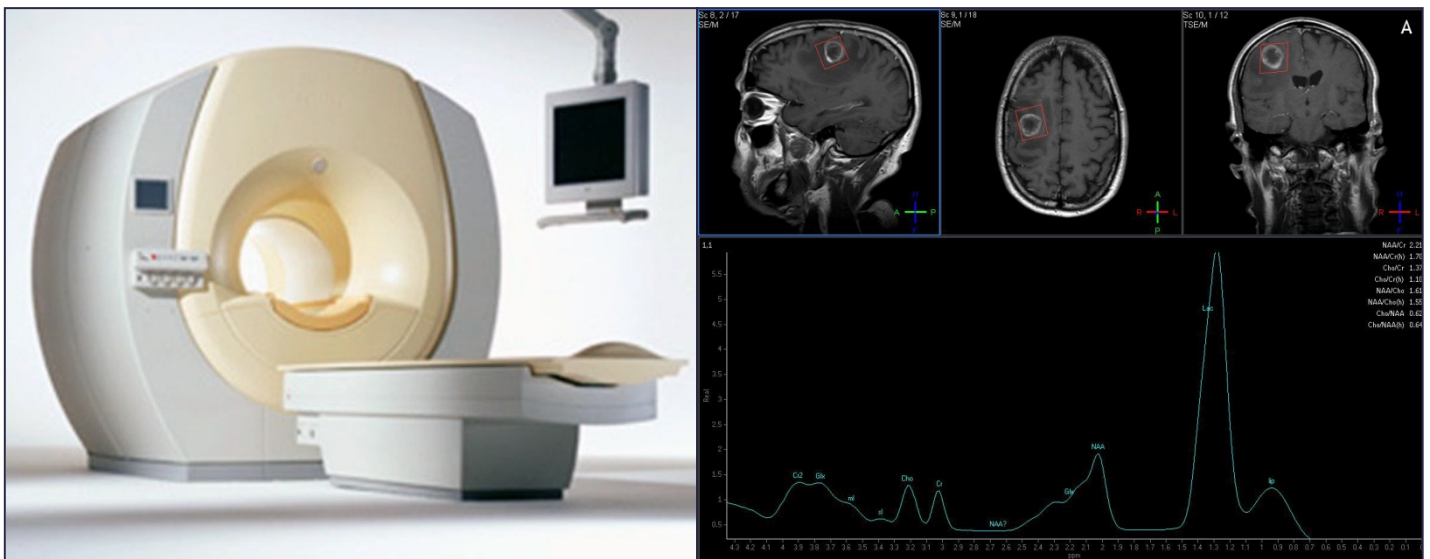 Sc 8, 2 / 17
SE/M
A
P
H
F
Sc 9, 1 / 18
SE/M
R
L
A
P
Sc 10, 1 / 12
TSE/M
A
R
L
H
F
1.1
NAA/Cr 2.21
NAA/Cr(h) 1.70
Cho/Cr 1.37
Cho/Cr(h) 1.10
NAA/Cho 1.61
NAA/Cho(h) 1.55
Cho/NAA 0.62
Cho/NAA(h) 0.64
Real
5.5
5
4.5
4
3.5
3
2.5
2
1.5
1
0.5
Cr2
Glx
mI
sI
Cho
Cr
NAA?
Glx
NAA
Lac
lip
4.3 4.2 4.1 4 3.9 3.8 3.7 3.6 3.5 3.4 3.3 3.2 3.1 3 2.9 2.8 2.7 2.6 2.5 2.4 2.3 2.2 2.1 2 1.9 1.8 1.7 1.6 1.5 1.4 1.3 1.2 1.1 1 0.9 0.8 0.7 0.6 0.5 0.4 0.3 0.2 0.1 0
ppm